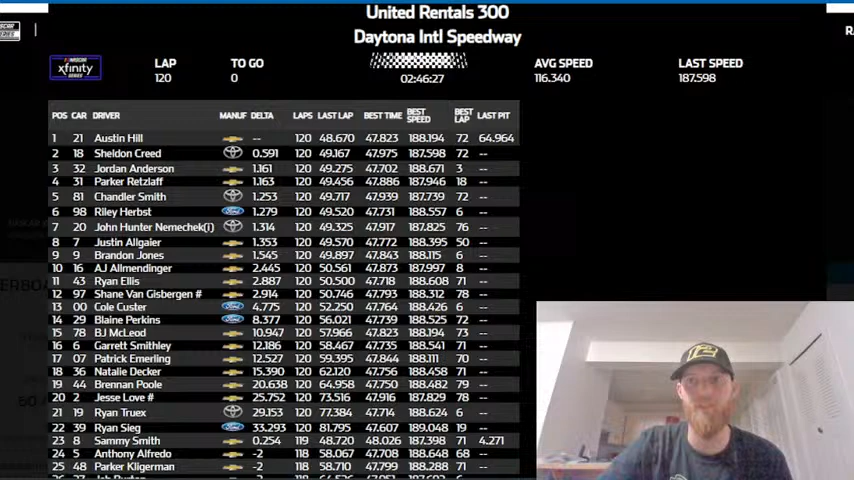 United Rentals 300
Daytona Intl Speedway
xfinity
LAP TO GO AVG SPEED LAST SPEED
120 0 02:46:27 116.340 187.598
POS CAR DRIVER MANUF DELTA LAPS LAST LAP BEST TIME BEST SPEED BEST LAP LAST PIT
1 21 Austin Hill -- 120 48.670 47.823 188.194 72 64.964
2 18 Sheldon Creed 0.591 120 49.167 47.975 187.598 72 --
3 32 Jordan Anderson 1.161 120 49.275 47.702 188.671 3 --
4 31 Parker Retzlaff 1.163 120 49.456 47.886 187.946 18 --
5 81 Chandler Smith 1.253 120 49.717 47.939 187.739 72 --
6 98 Riley Herbst 1.279 120 49.520 47.731 188.557 6 --
7 20 John Hunter Nemechek(i) 1.314 120 49.325 47.917 187.825 76 --
8 7 Justin Allgaier 1.353 120 49.570 47.772 188.395 50 --
9 9 Brandon Jones 1.545 120 49.897 47.843 188.115 6 --
10 16 AJ Allmendinger 2.445 120 50.561 47.873 187.997 8 --
11 43 Ryan Ellis 2.887 120 50.500 47.718 188.608 71 --
12 97 Shane Van Gisbergen # 2.914 120 50.746 47.793 188.312 78 --
13 00 Cole Custer 4.775 120 52.250 47.764 188.426 6 --
14 29 Blaine Perkins 8.377 120 56.021 47.739 188.525 72 --
15 78 BJ McLeod 10.947 120 57.966 47.823 188.194 73 --
16 6 Garrett Smithley 12.186 120 58.467 47.735 188.541 71 --
17 07 Patrick Emerling 12.527 120 59.395 47.844 188.111 70 --
18 36 Natalie Decker 15.390 120 62.120 47.756 188.458 71 --
19 44 Brennan Poole 20.638 120 64.958 47.750 188.482 79 --
20 2 Jesse Love # 25.752 120 73.516 47.916 187.829 78 --
21 19 Ryan Truex 29.153 120 77.384 47.714 188.624 6 --
22 39 Ryan Sieg 33.293 120 81.795 47.607 189.048 19 --
23 8 Sammy Smith 0.254 119 48.720 48.026 187.398 71 4.271
24 5 Anthony Alfredo -2 118 58.067 47.708 188.648 68 --
25 48 Parker Kligerman -2 118 58.710 47.799 188.288 71 --